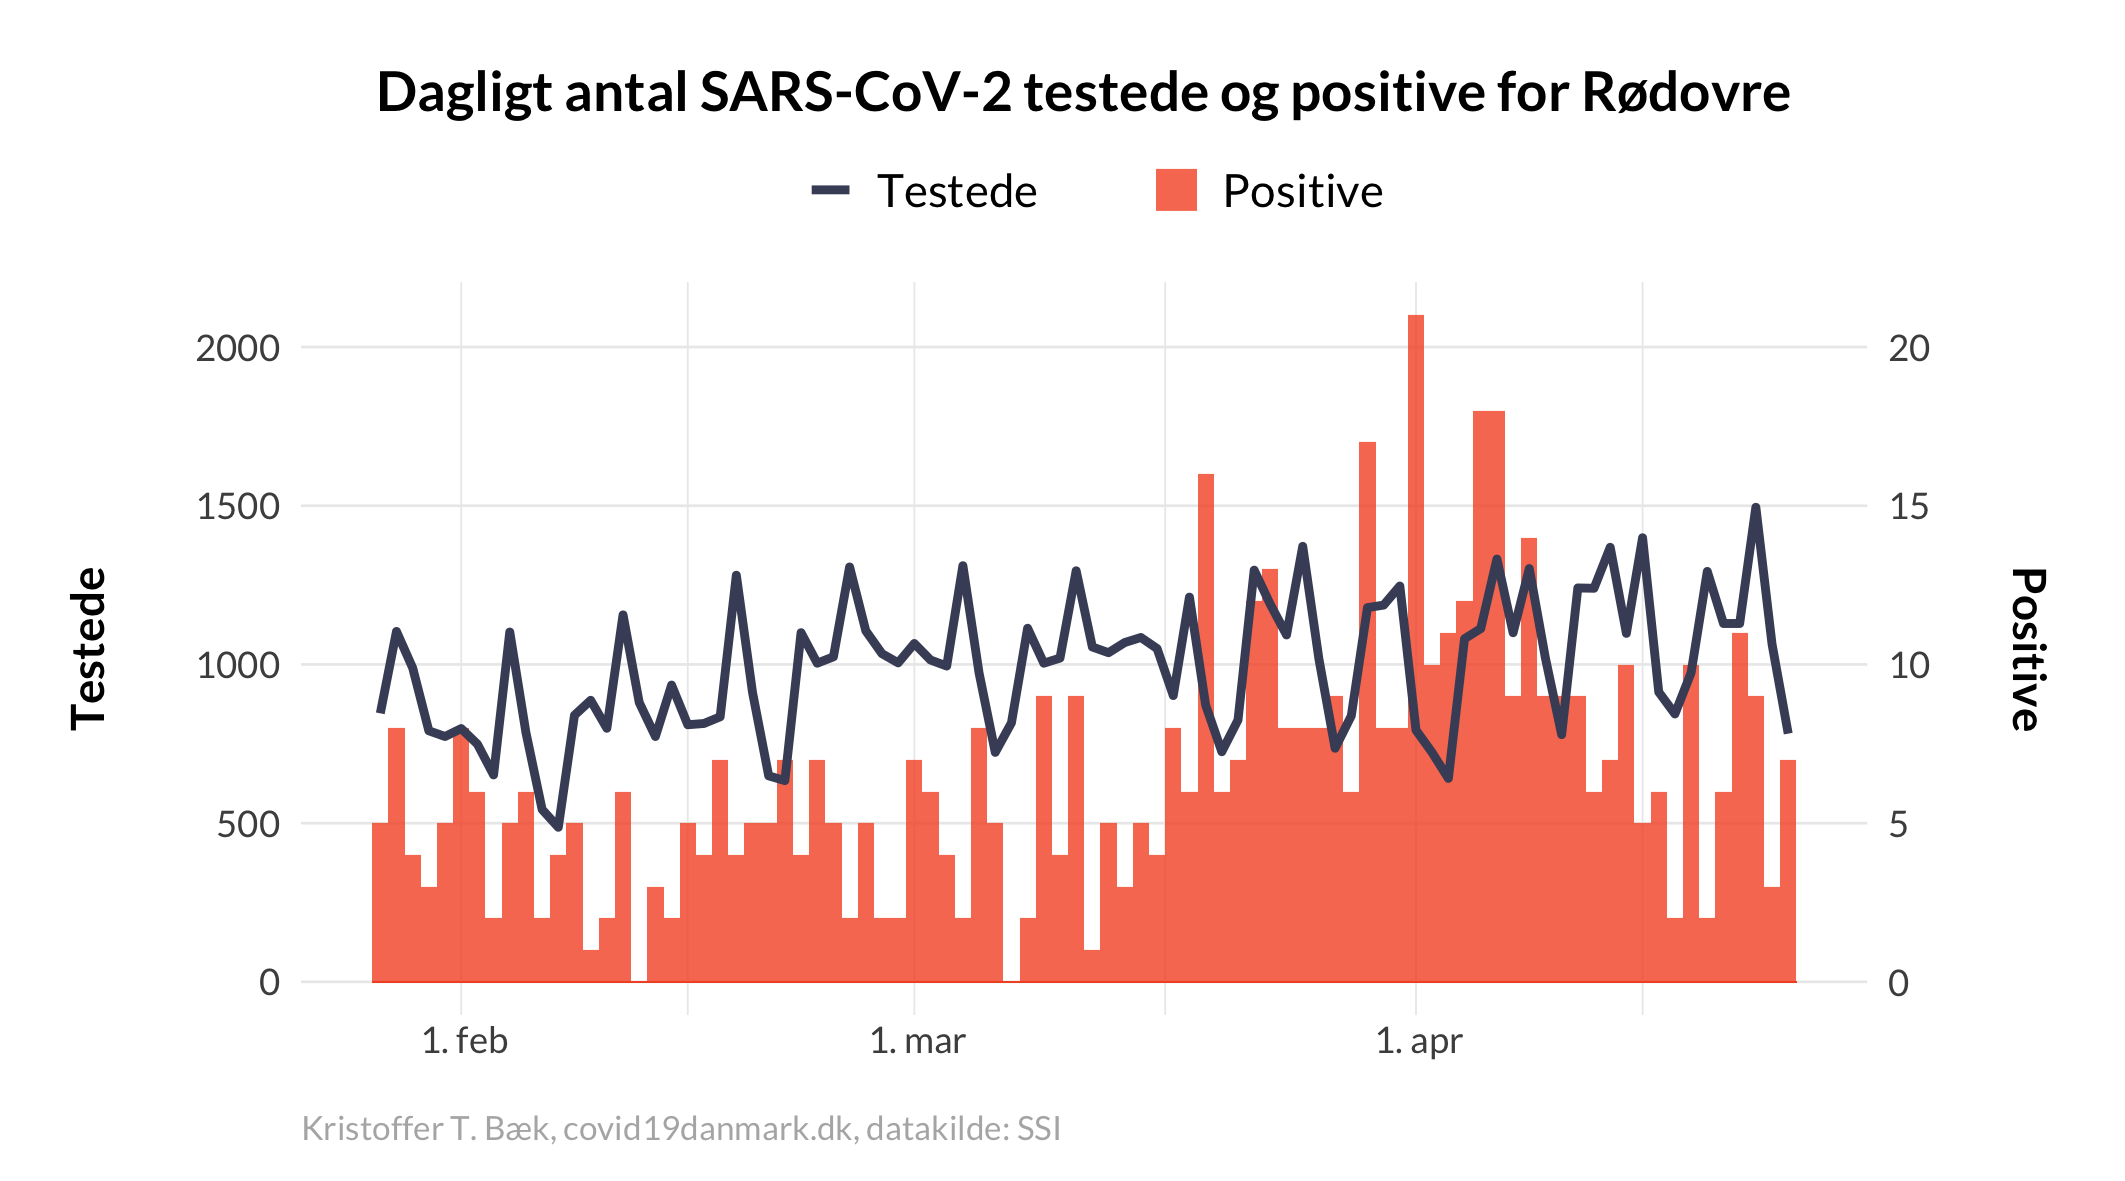 Dagligt antal SARS-CoV-2 testede og positive for Rødovre
Testede
Positive
2000
1500
1000
500
0
Testede
20
15
10
5
0
Positive
1. feb
1. mar
1. apr
Kristoffer T. Bæk, covid19danmark.dk, datakilde: SSI